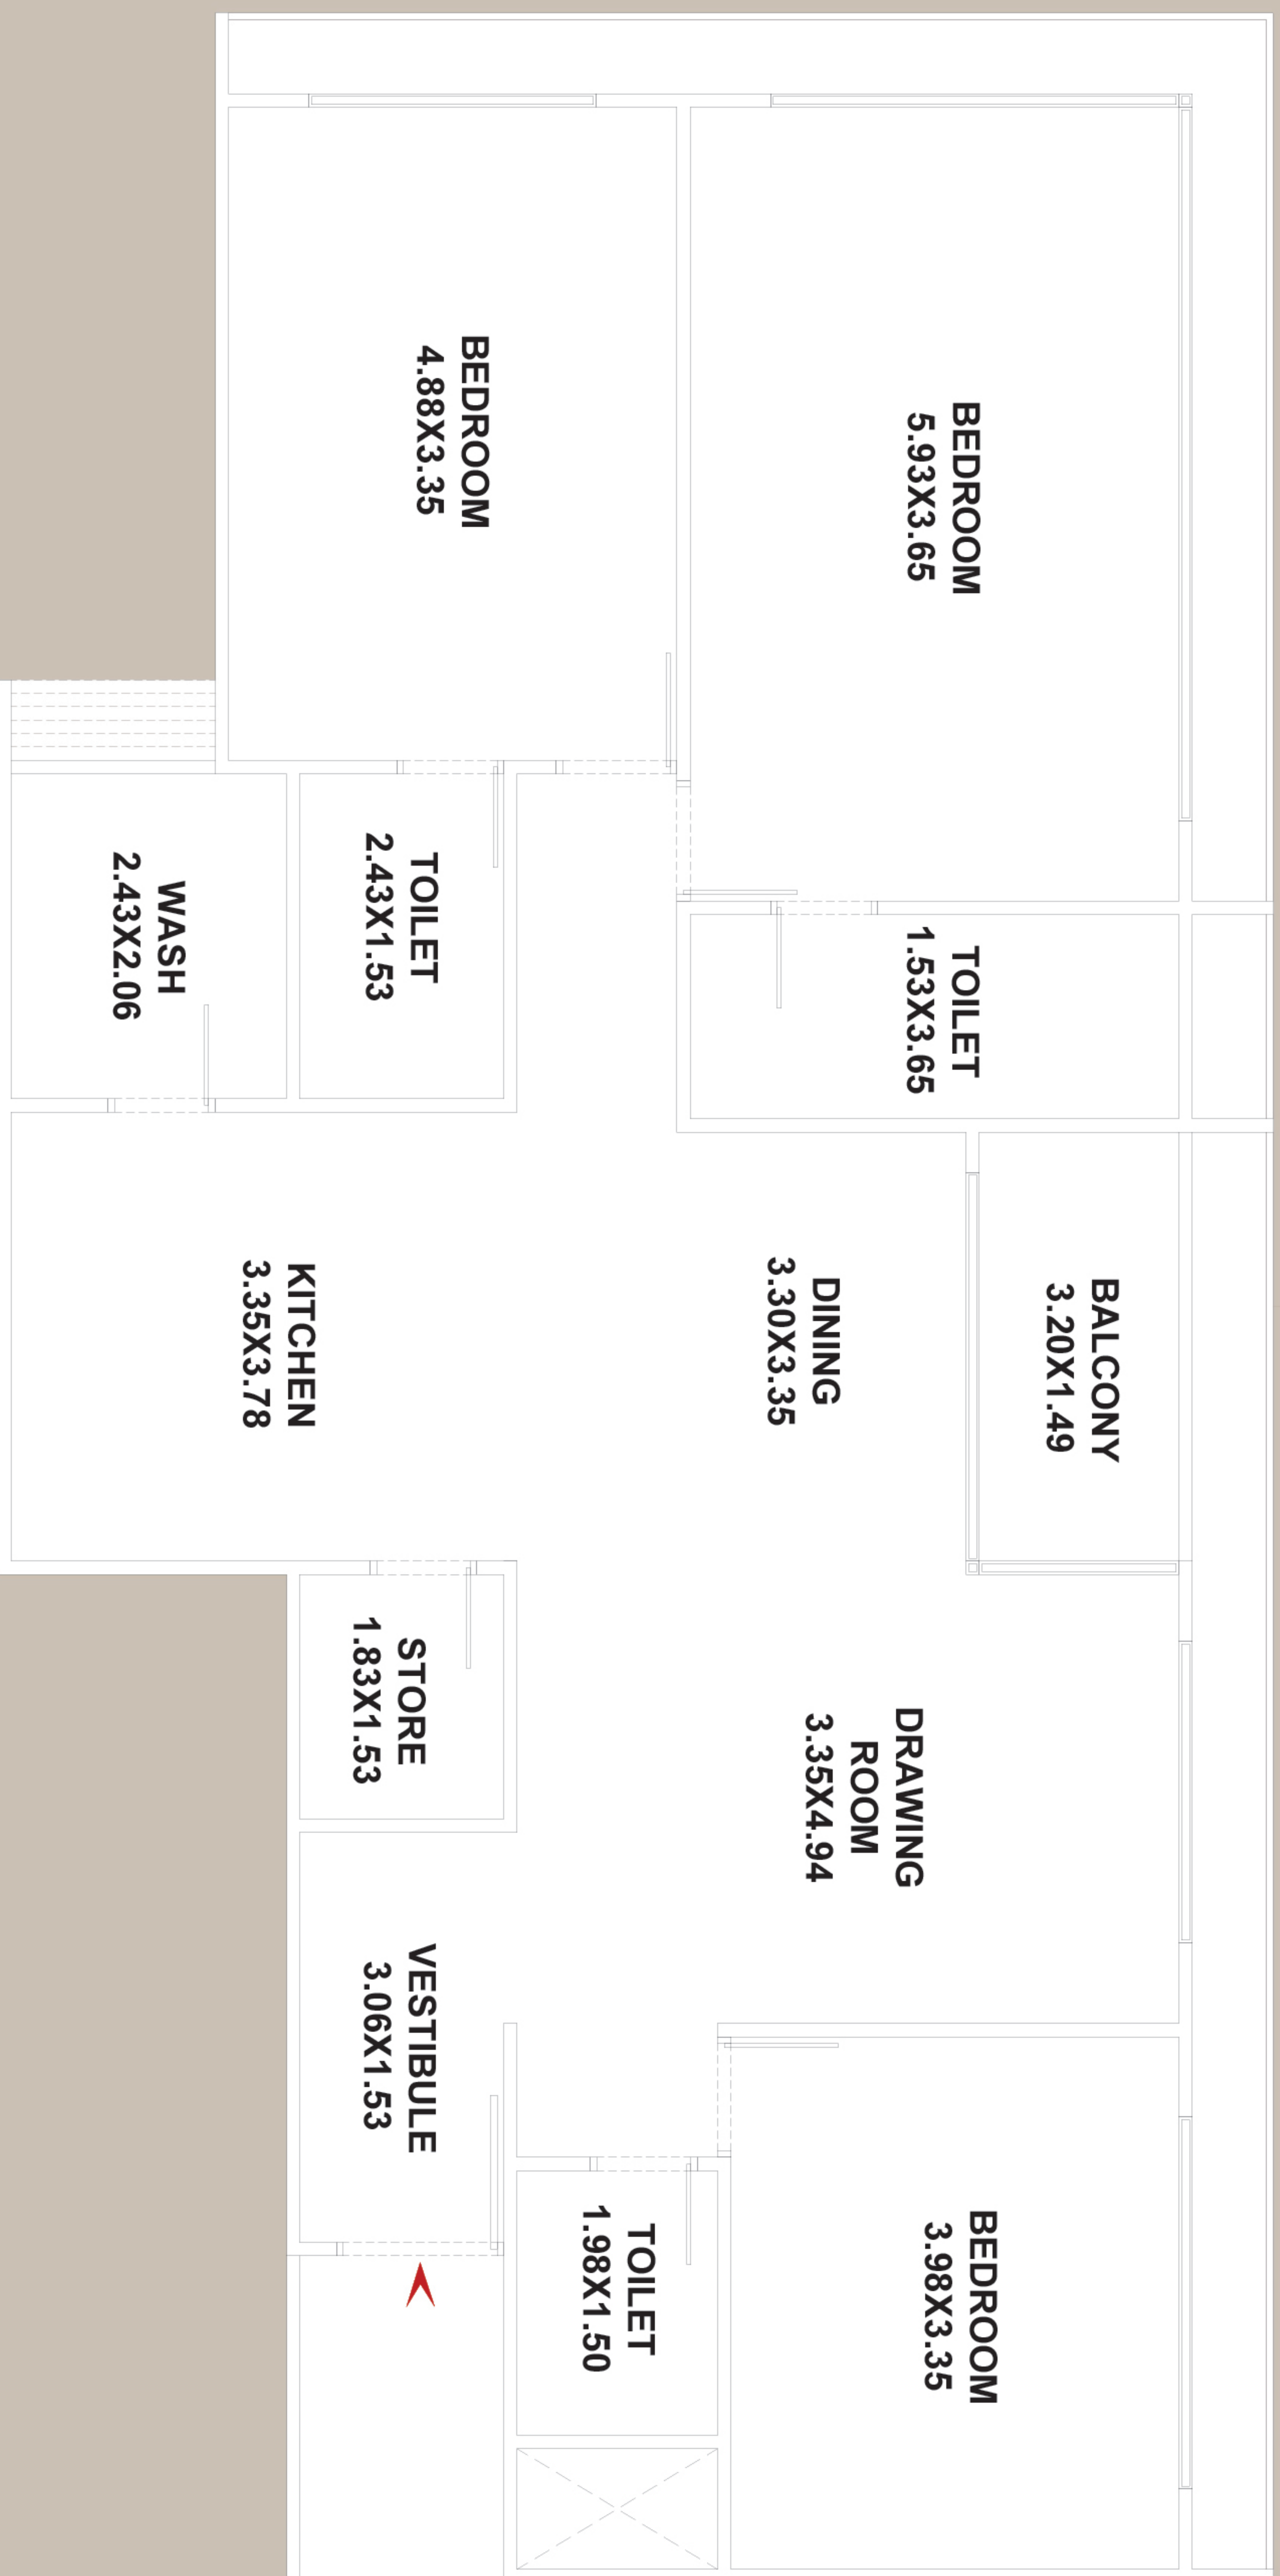 BEDROOM
5.93X3.65
BEDROOM
4.88X3.35
TOILET
1.53X3.65
TOILET
2.43X1.53
WASH
2.43X2.06
BALCONY
3.20X1.49
DINING
3.30X3.35
KITCHEN
3.35X3.78
DRAWING
ROOM
3.35X4.94
STORE
1.83X1.53
VESTIBULE
3.06X1.53
BEDROOM
3.98X3.35
TOILET
1.98X1.50